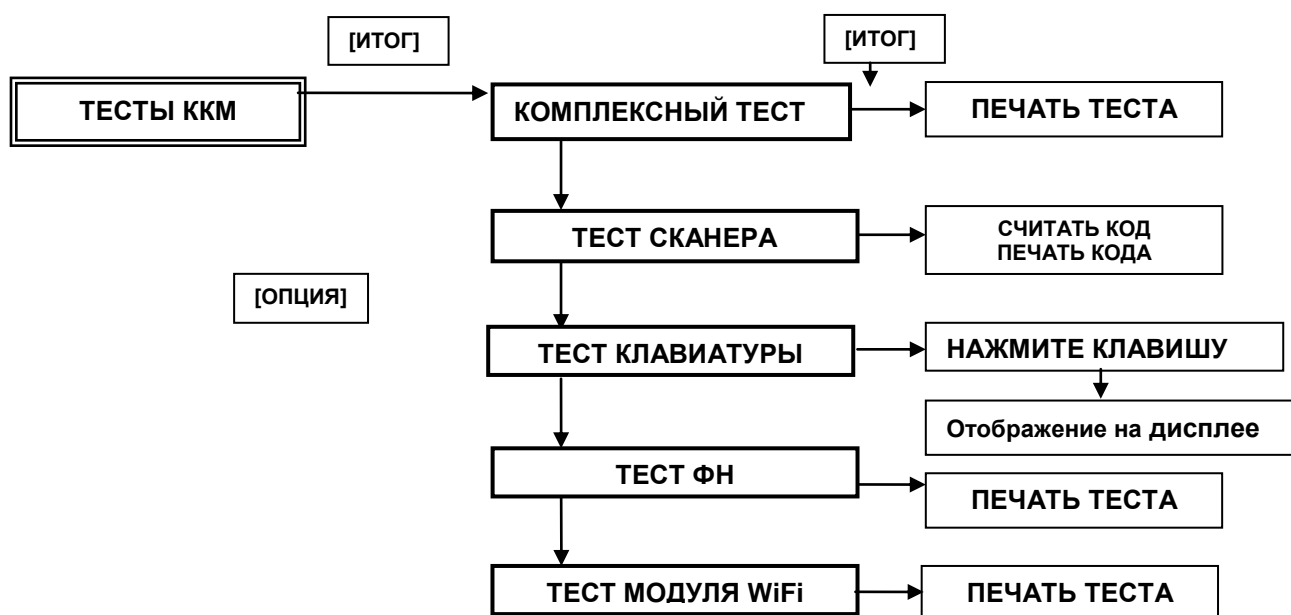 [ИТОГ]
[ИТОГ]
ТЕСТЫ ККМ
КОМПЛЕКСНЫЙ ТЕСТ
ПЕЧАТЬ ТЕСТА
ТЕСТ СКАНЕРА
СЧИТАТЬ КОД
ПЕЧАТЬ КОДА
[ОПЦИЯ]
ТЕСТ КЛАВИАТУРЫ
НАЖМИТЕ КЛАВИШУ
Отображение на дисплее
ТЕСТ ФН
ПЕЧАТЬ ТЕСТА
ТЕСТ МОДУЛЯ WiFi
ПЕЧАТЬ ТЕСТА